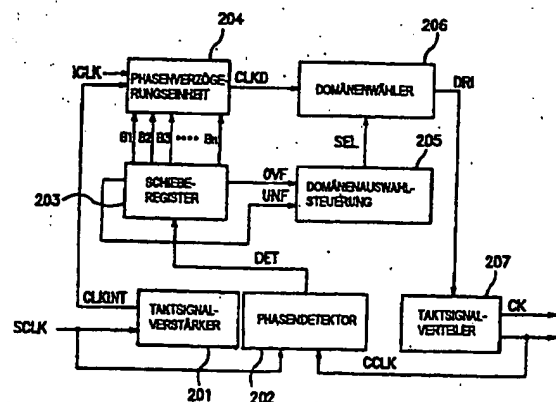 204
206
ICLK
PHASENVERZÖGE-
RUNGSEINHEIT
CLKD
DOMÄNENWÄHLER
DRI
B1 B2 B3 Bn
SEL
205
203
SCHIEBE-
REGISTER
OVF
UNF
DOMÄNENAUSWAHL-
STEUERUNG
DET
207
CLKINT
SCLK
TAKTSIGNAL-
VERSTÄRKER
PHASENDETEKTOR
TAKTSIGNAL-
VERTEILER
CK
CCLK
201
202